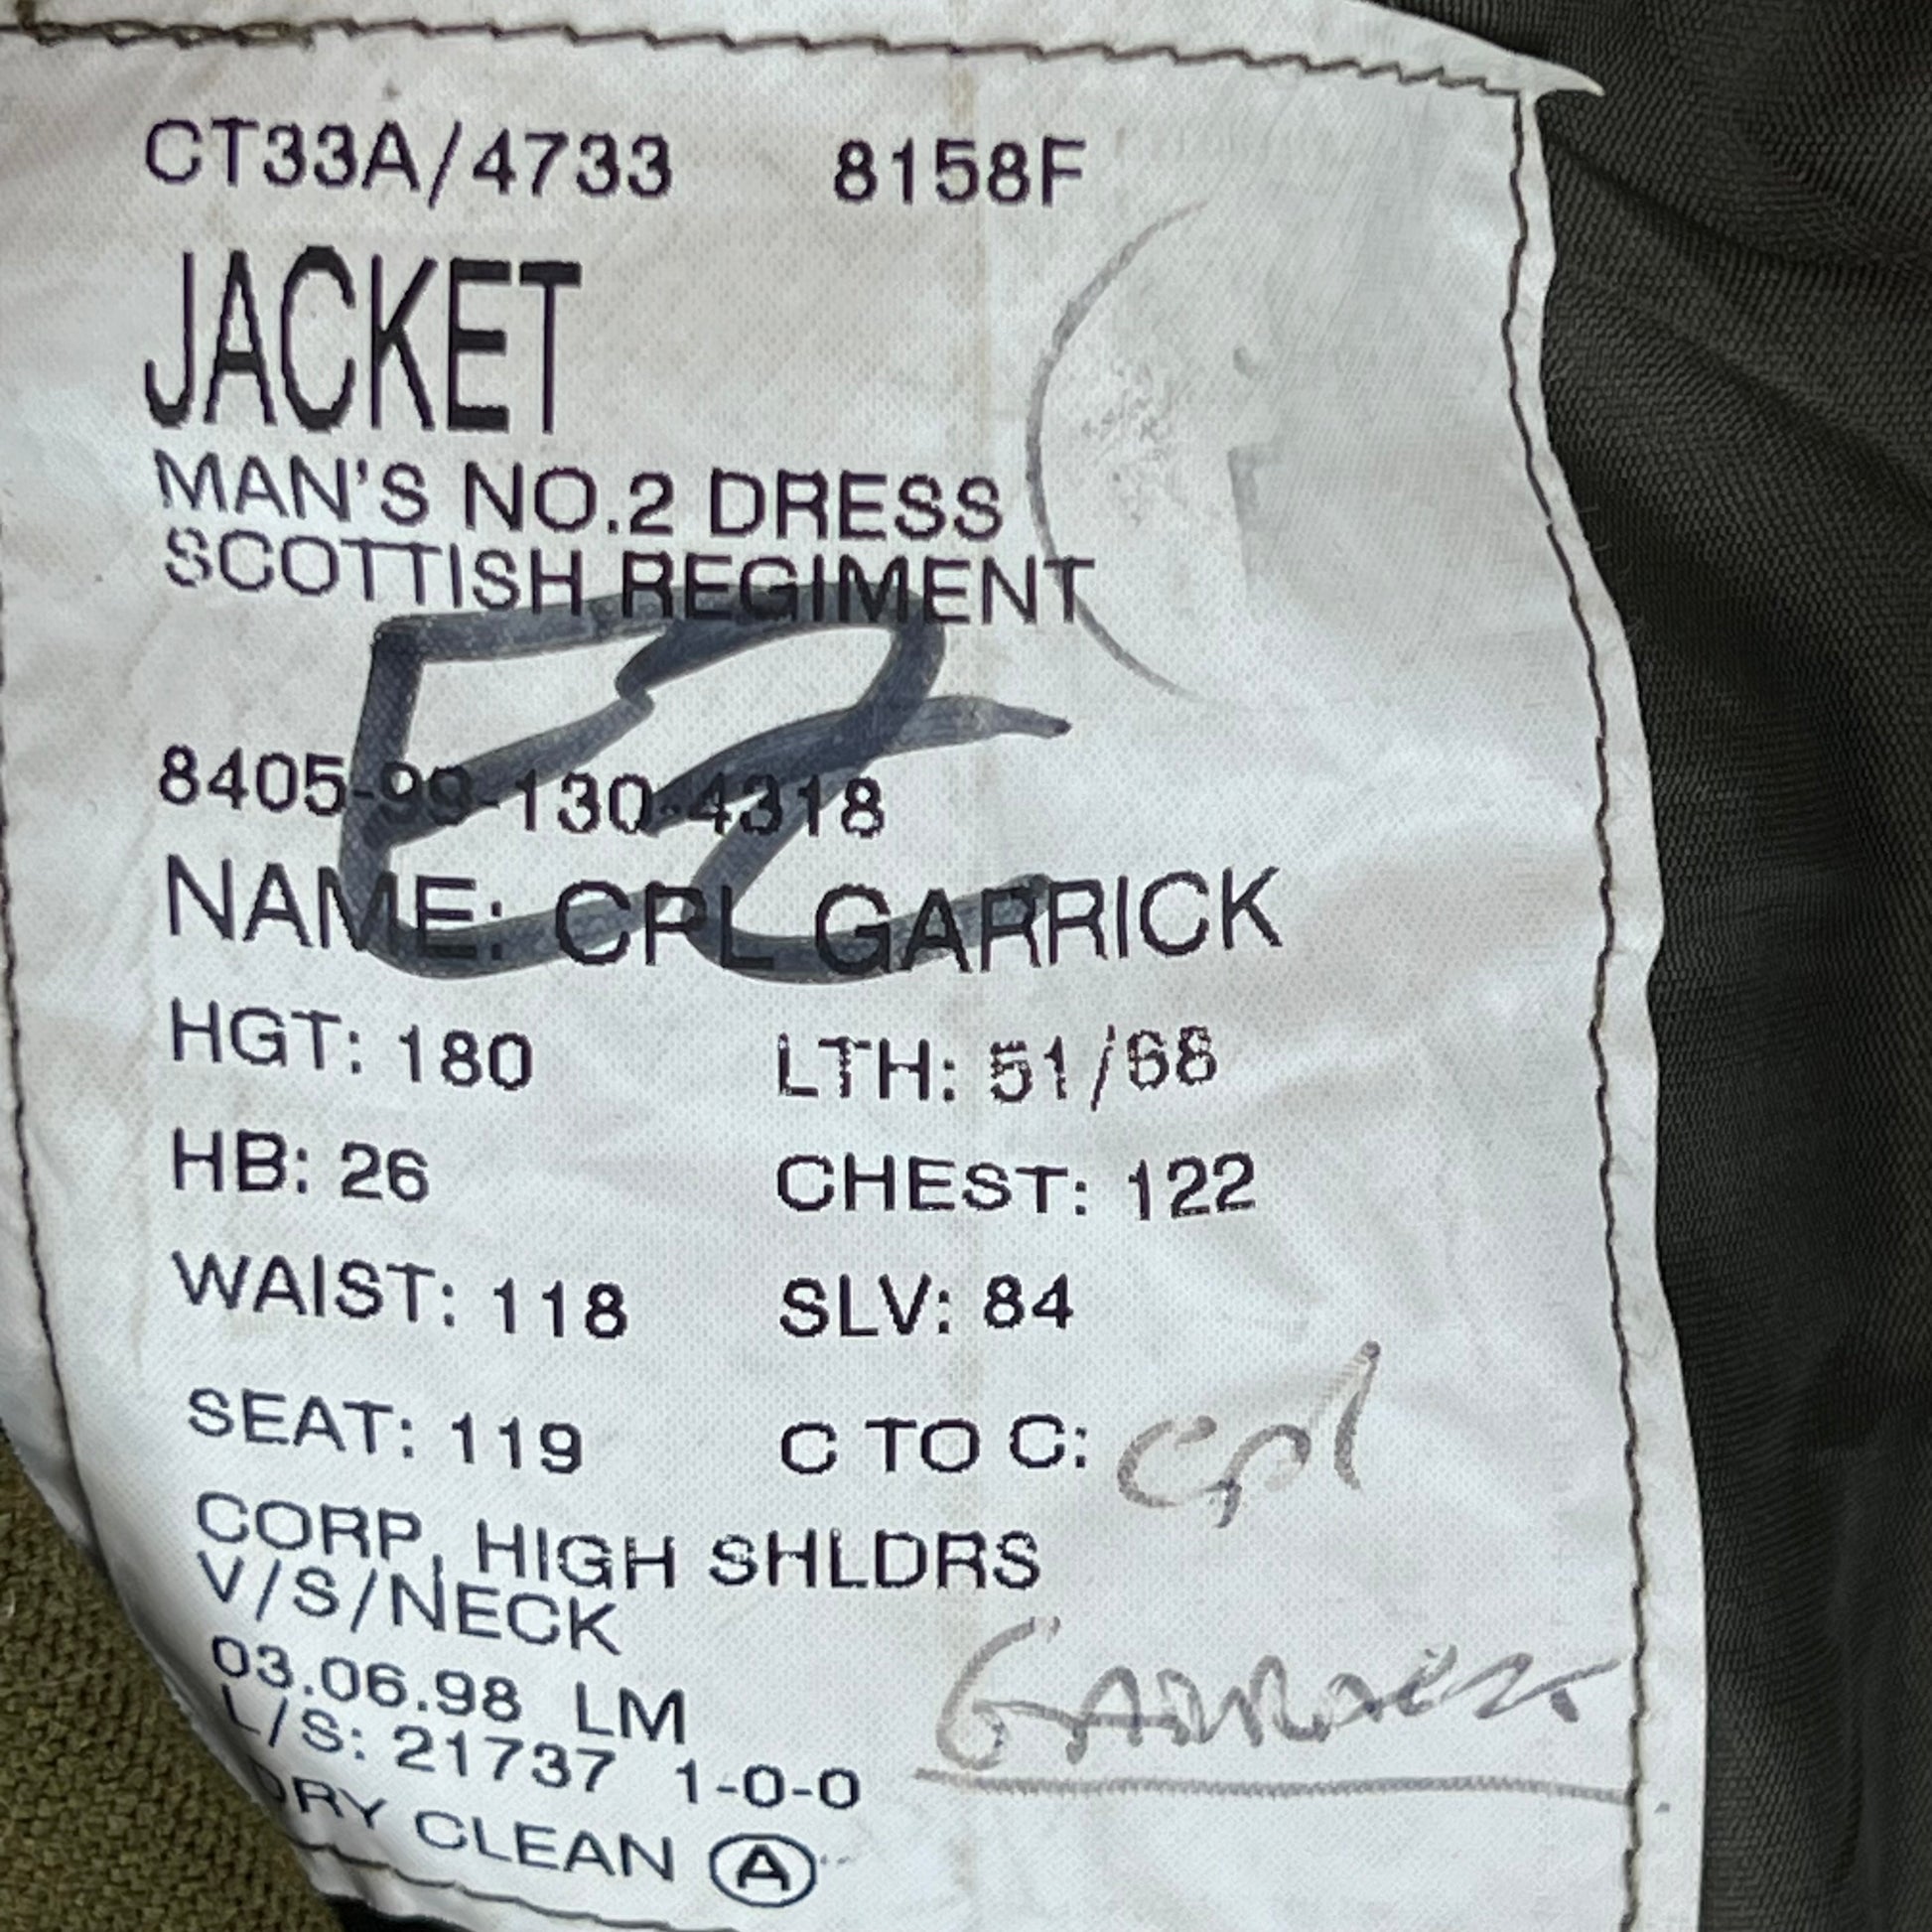 CT33A/4733 8158F
JACKET
MAN'S NO.2 DRESS
SCOTTISH REGIMENT
8405-99-130-4318
NAME: CPL GARRICK
HGT: 180 LTH: 51/68
HB: 26 CHEST: 122
WAIST: 118 SLV: 84
SEAT: 119 C TO C: cpl
CORP, HIGH SHLDRS
V/S/NECK
03.06.98 LM
L/S: 21737 1-0-0
DRY CLEAN A